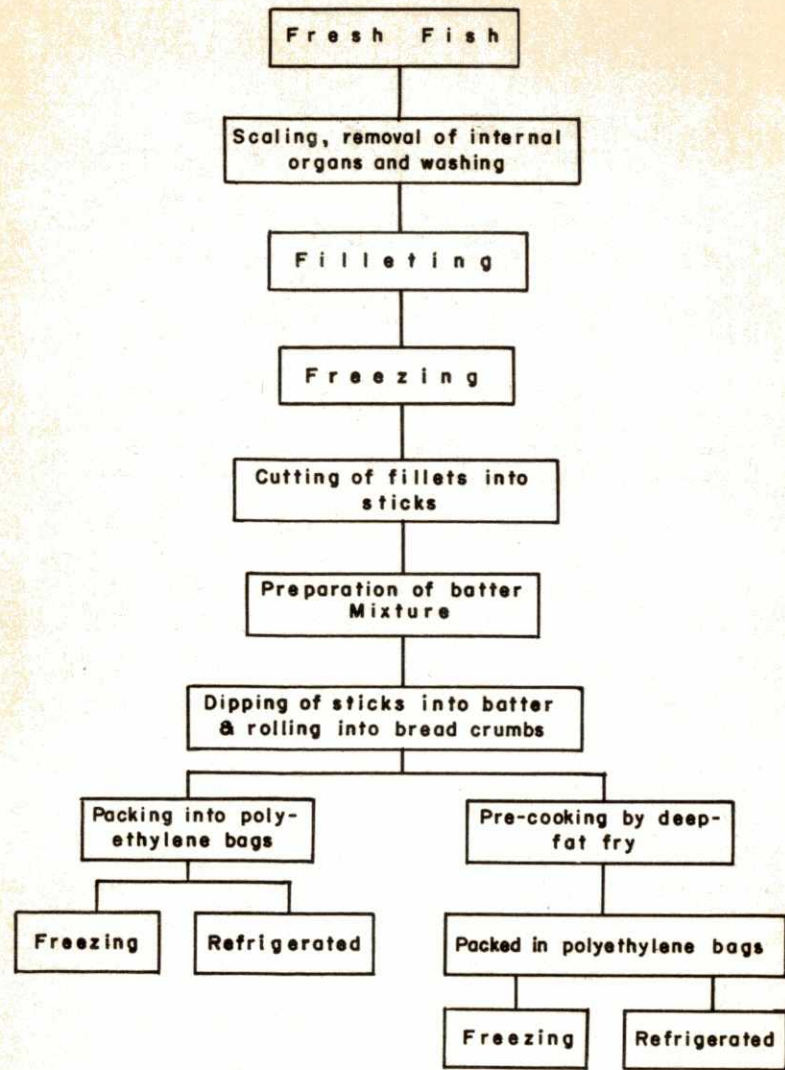 Fresh Fish
Scaling, removal of internal
organs and washing
Filleting
Freezing
Cutting of fillets into
sticks
Preparation of batter
Mixture
Dipping of sticks into batter
& rolling into bread crumbs
Packing into poly-
ethylene bags
Pre-cooking by deep-
fat fry
Freezing
Refrigerated
Packed in polyethylene bags
Freezing
Refrigerated